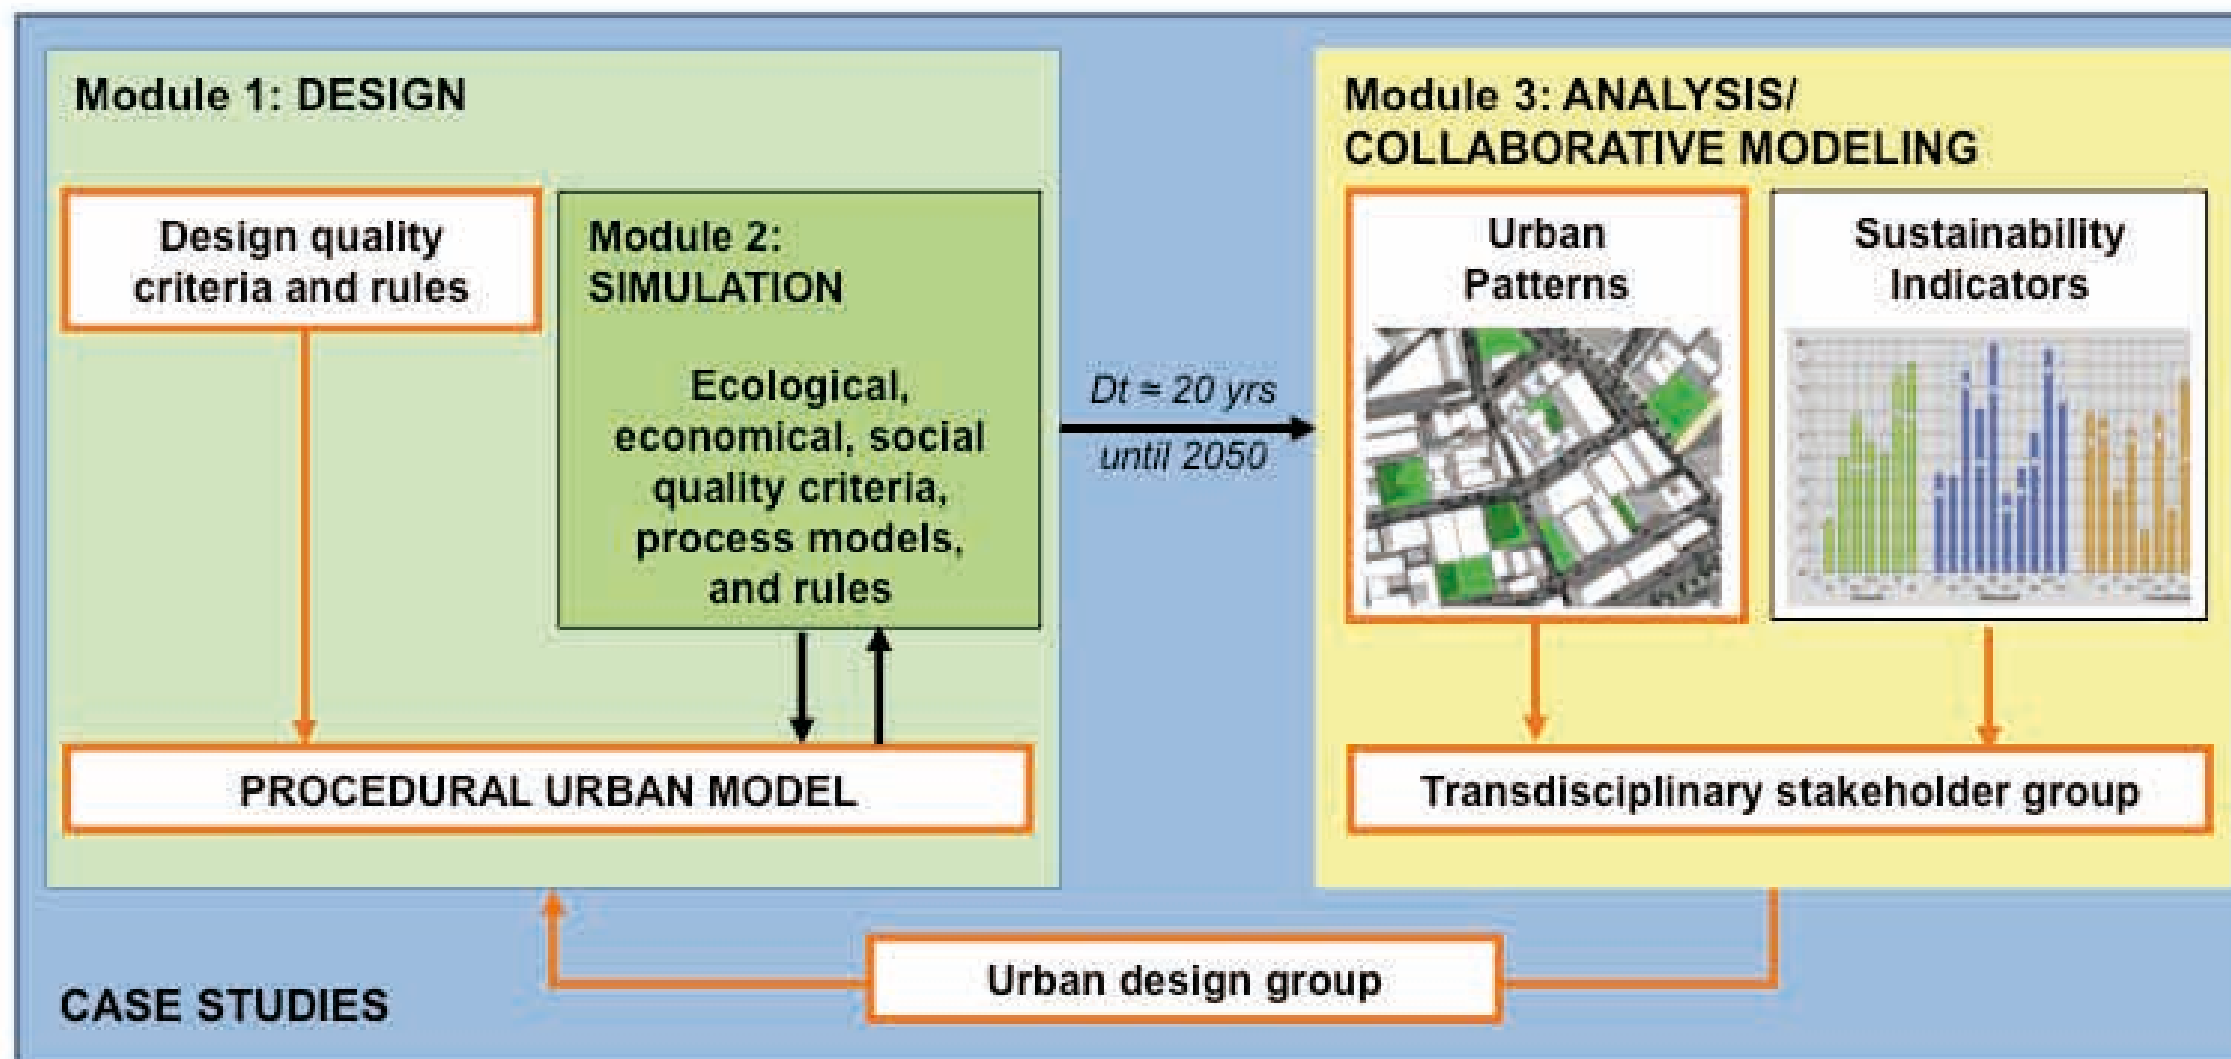 Module 1: DESIGN
Design quality
criteria and rules
Module 2:
SIMULATION
Ecological,
economical, social
quality criteria,
process models,
and rules
PROCEDURAL URBAN MODEL
Dt = 20 yrs
until 2050
Module 3: ANALYSIS/
COLLABORATIVE MODELING
Urban
Patterns
Sustainability
Indicators
Transdisciplinary stakeholder group
Urban design group
CASE STUDIES